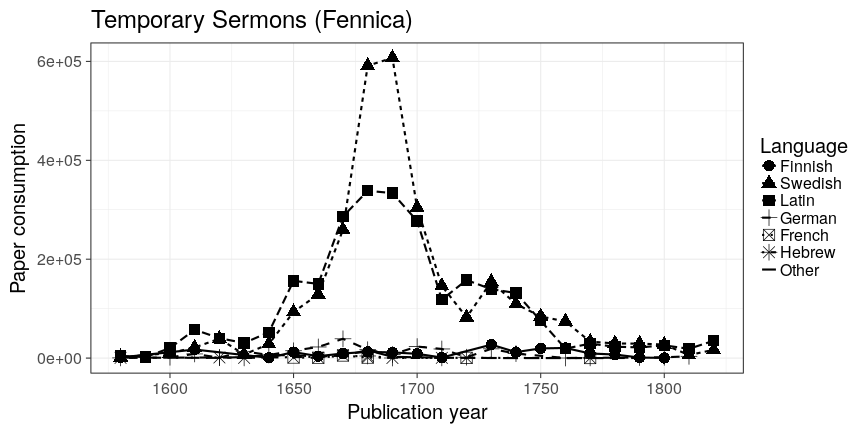 Temporary Sermons (Fennica)
6e+05
4e+05
2e+05
0e+00
Paper consumption
1600
1650
1700
1750
1800
Publication year
Language
Finnish
Swedish
Latin
German
French
Hebrew
Other